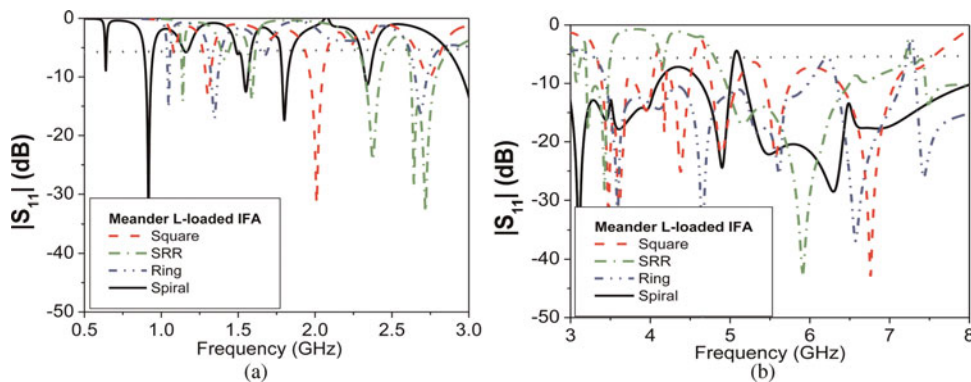 (a)
|S11| (dB)
0
-10
-20
-30
-40
-50
Meander L-loaded IFA
Square
SRR
Ring
Spiral
0.5 1.0 1.5 2.0 2.5 3.0
Frequency (GHz)
(a)
(b)
|S11| (dB)
0
-10
-20
-30
-40
-50
Meander L-loaded IFA
Square
SRR
Ring
Spiral
3 4 5 6 7 8
Frequency (GHz)
(b)